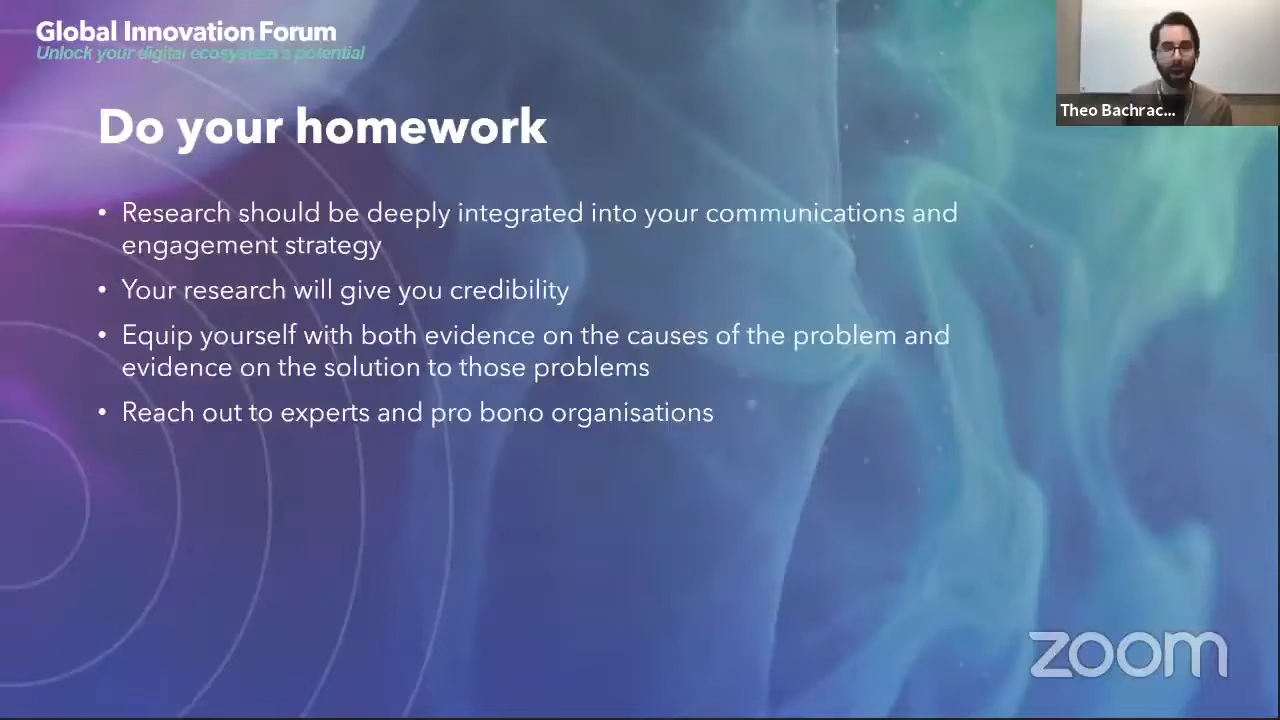 Global Innovation Forum
Unlock your digital ecosystem's potential
Theo Bachrac...
Do your homework
• Research should be deeply integrated into your communications and
engagement strategy
• Your research will give you credibility
• Equip yourself with both evidence on the causes of the problem and
evidence on the solution to those problems
• Reach out to experts and pro bono organisations
zoom